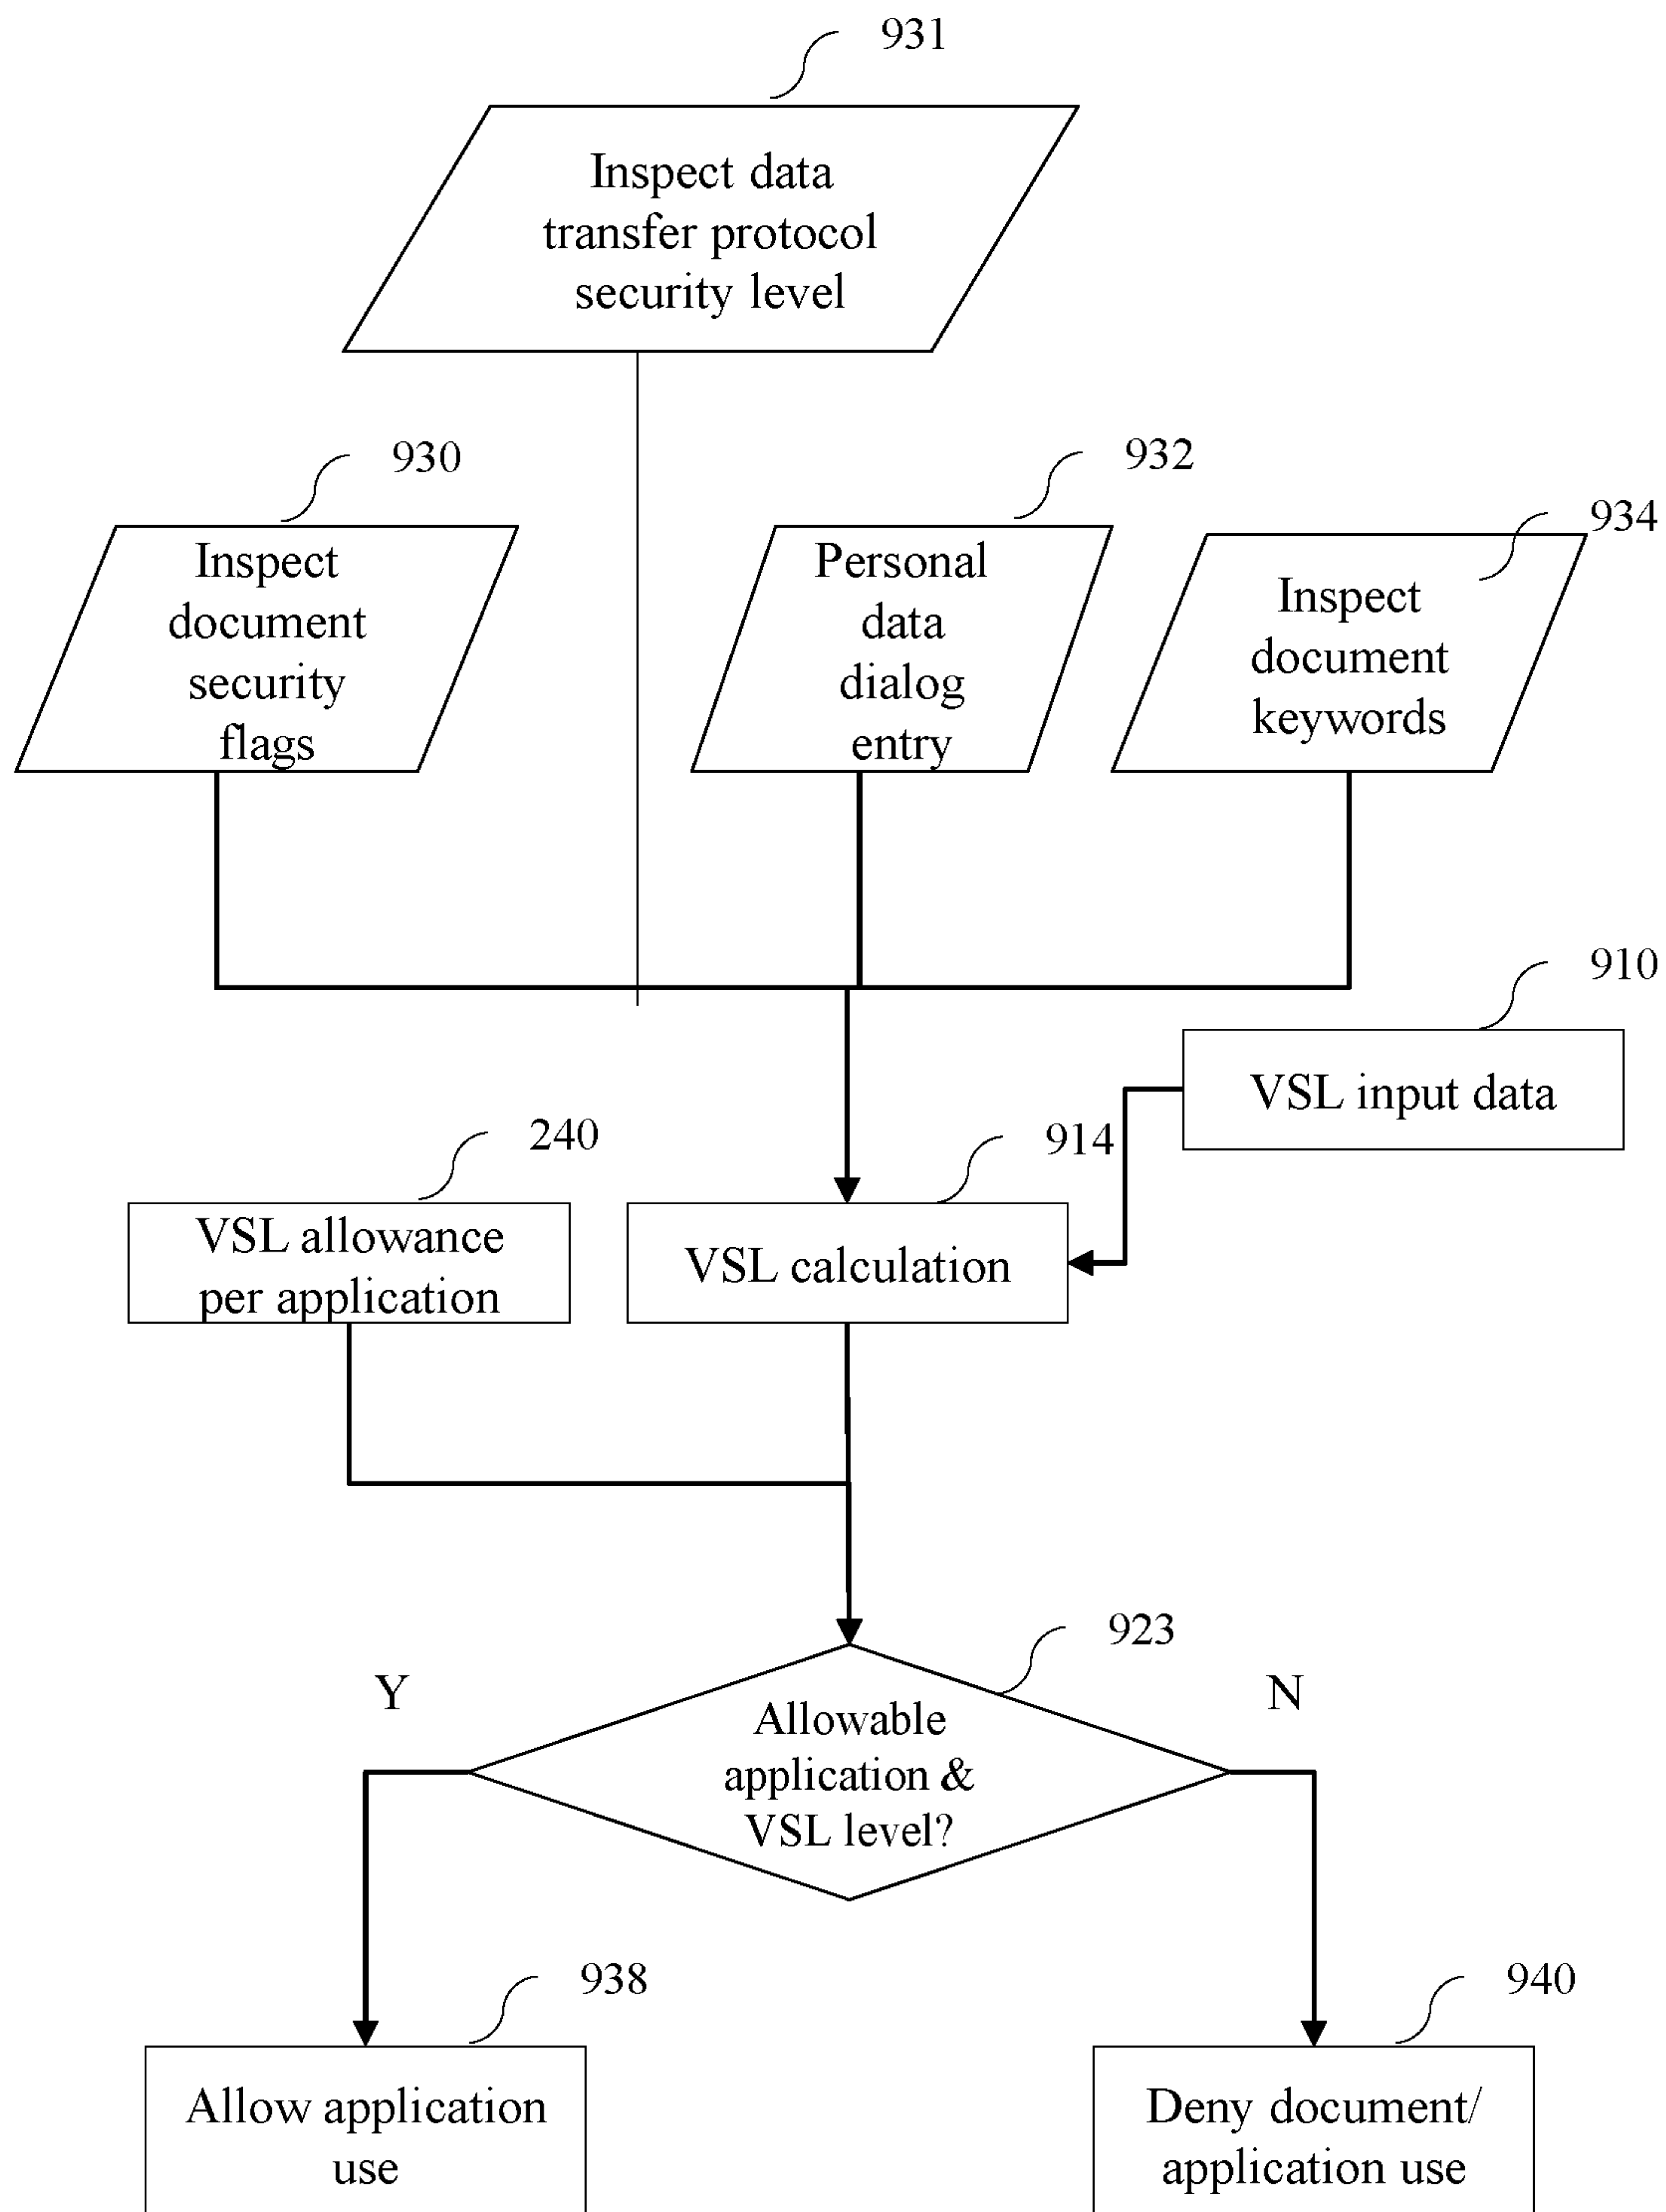 931
Inspect data
transfer protocol
security level
930
932
934
Inspect
document
security
flags
Personal
data
dialog
entry
Inspect
document
keywords
910
VSL input data
240
914
VSL allowance
per application
VSL calculation
923
Y
N
Allowable
application &
VSL level?
938
940
Allow application
use
Deny document/
application use